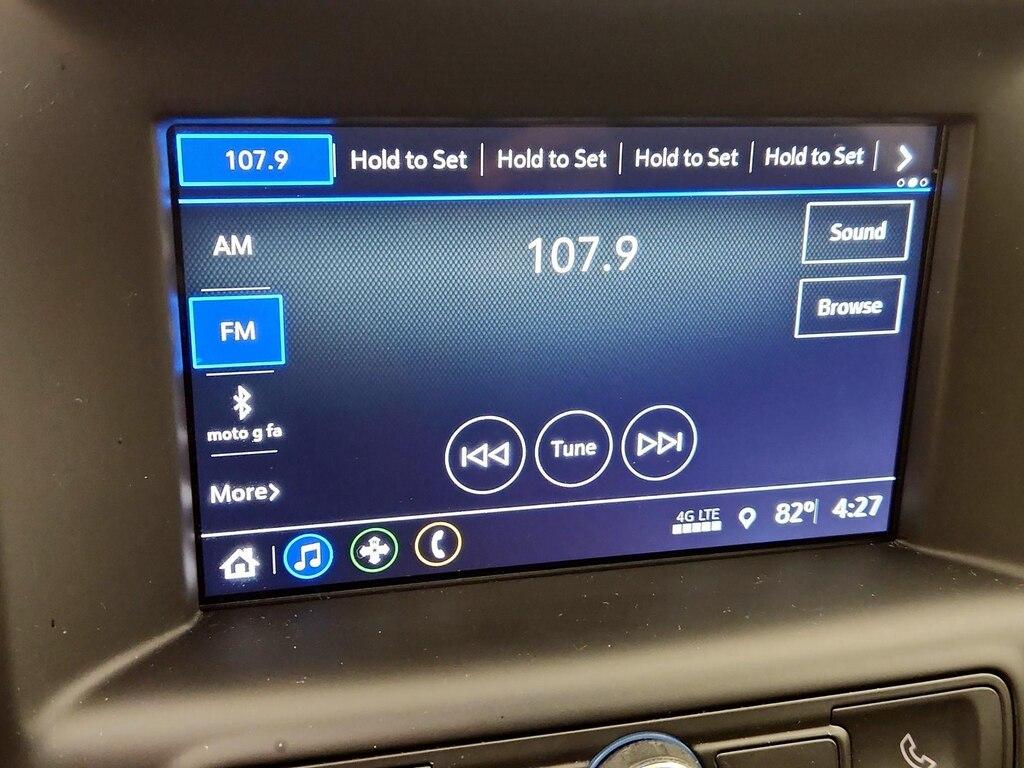 107.9 Hold to Set Hold to Set Hold to Set Hold to Set
AM
107.9
Sound
FM
Browse
moto g fa
Tune
More
4G LTE 82° 4:27